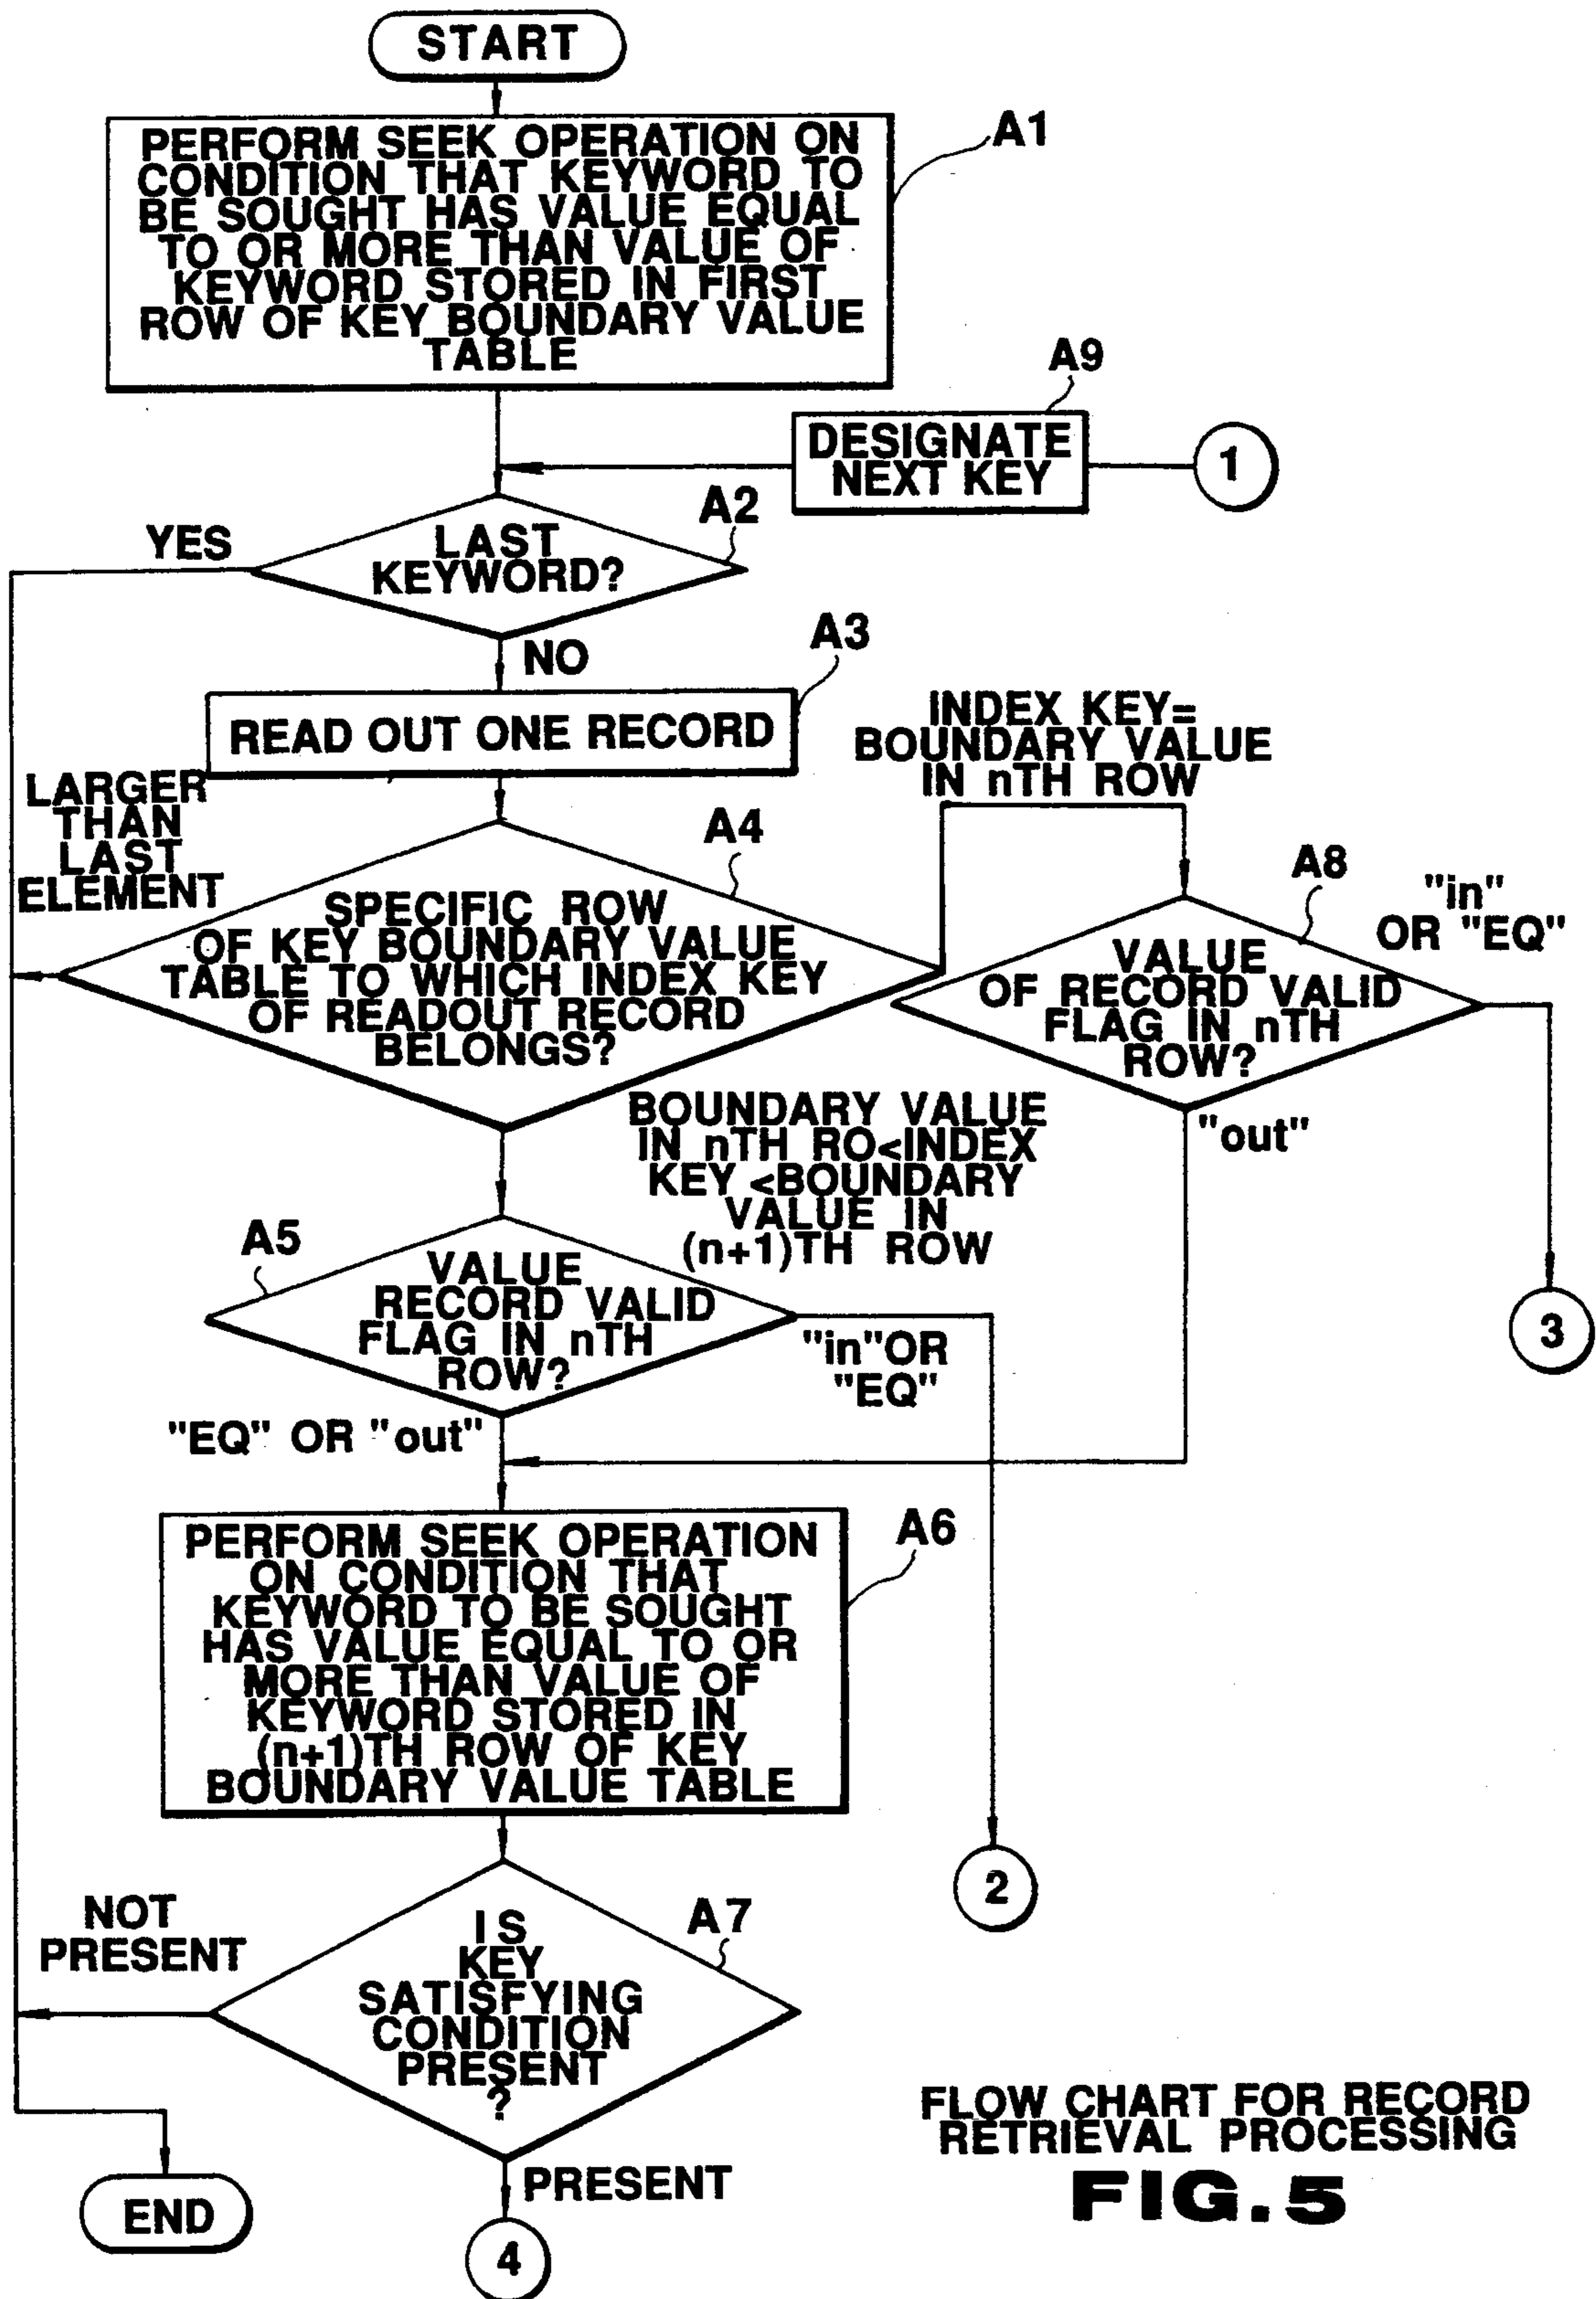 START
PERFORM SEEK OPERATION ON
CONDITION THAT KEYWORD TO
BE SOUGHT HAS VALUE EQUAL
TO OR MORE THAN VALUE OF
KEYWORD STORED IN FIRST
ROW OF KEY BOUNDARY VALUE
TABLE
A1
A9
DESIGNATE
NEXT KEY
1
A2
YES
LAST
KEYWORD?
NO
A3
READ OUT ONE RECORD
INDEX KEY=
BOUNDARY VALUE
IN nTH ROW
LARGER
THAN
LAST
ELEMENT
A4
SPECIFIC ROW
OF KEY BOUNDARY VALUE
TABLE TO WHICH INDEX KEY
OF READOUT RECORD
BELONGS?
A8
"in"
OR "EQ"
VALUE
OF RECORD VALID
FLAG IN nTH
ROW?
"out"
BOUNDARY VALUE
IN nTH RO<INDEX
KEY <BOUNDARY
VALUE IN
(n+1)TH ROW
A5
VALUE
RECORD VALID
FLAG IN nTH
ROW?
"in"OR
"EQ"
3
"EQ" OR "out"
PERFORM SEEK OPERATION
ON CONDITION THAT
KEYWORD TO BE SOUGHT
HAS VALUE EQUAL TO OR
MORE THAN VALUE OF
KEYWORD STORED IN
(n+1)TH ROW OF KEY
BOUNDARY VALUE TABLE
A6
2
NOT
PRESENT
A7
IS
KEY
SATISFYING
CONDITION
PRESENT
?
PRESENT
END
4
FLOW CHART FOR RECORD
RETRIEVAL PROCESSING
FIG.5